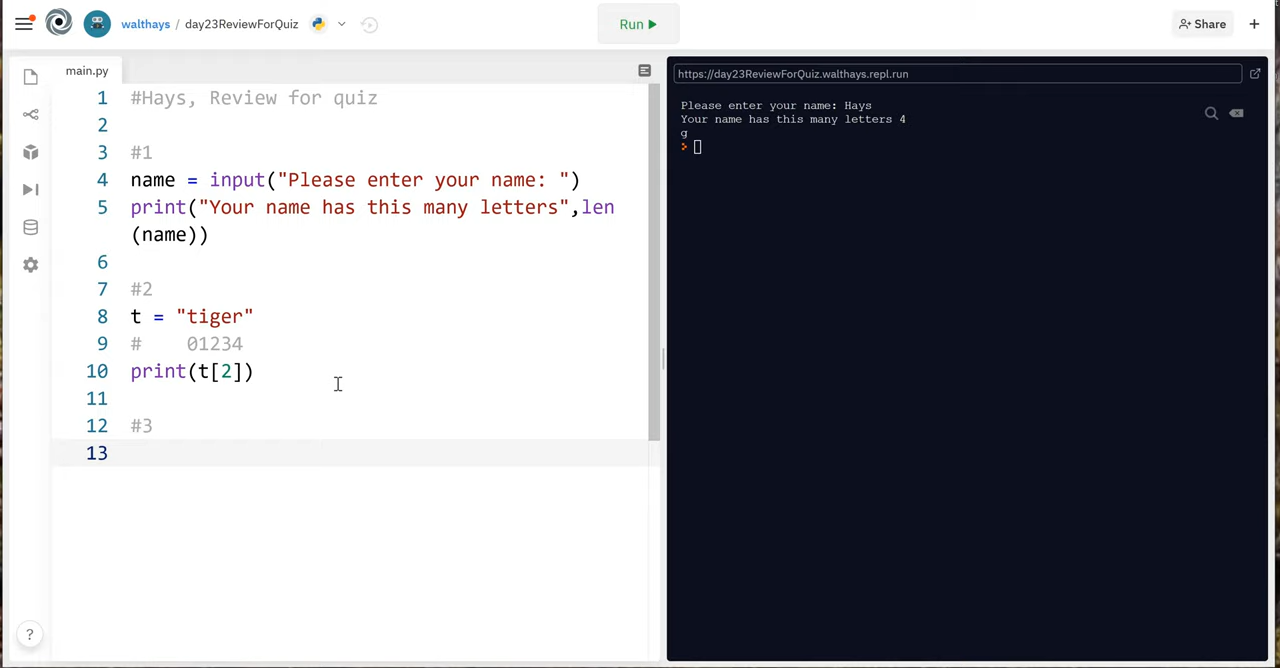 walthays / day23ReviewForQuiz
Run
Share
main.py
1 #Hays, Review for quiz
2
3 #1
4 name = input("Please enter your name: ")
5 print("Your name has this many letters",len
(name))
6
7 #2
8 t = "tiger"
9 #    01234
10 print(t[2])
11
12 #3
13
?
https://day23ReviewForQuiz.walthays.repl.run
Please enter your name: Hays
Your name has this many letters 4
g